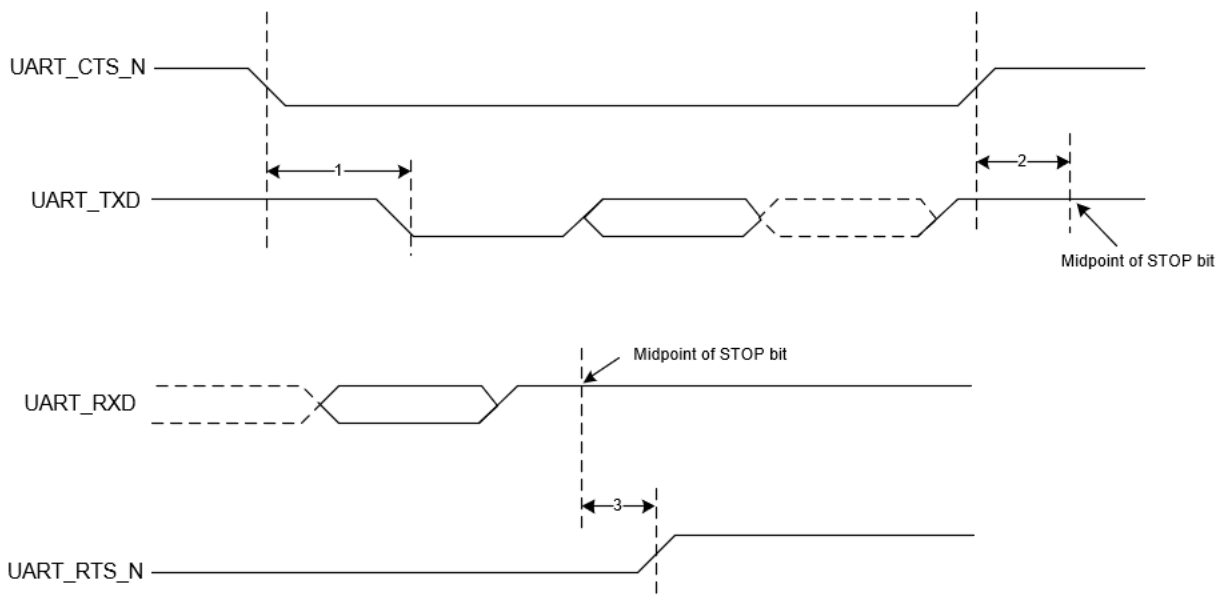 UART_CTS_N
1
2
UART_TXD
Midpoint of STOP bit
Midpoint of STOP bit
UART_RXD
3
UART_RTS_N